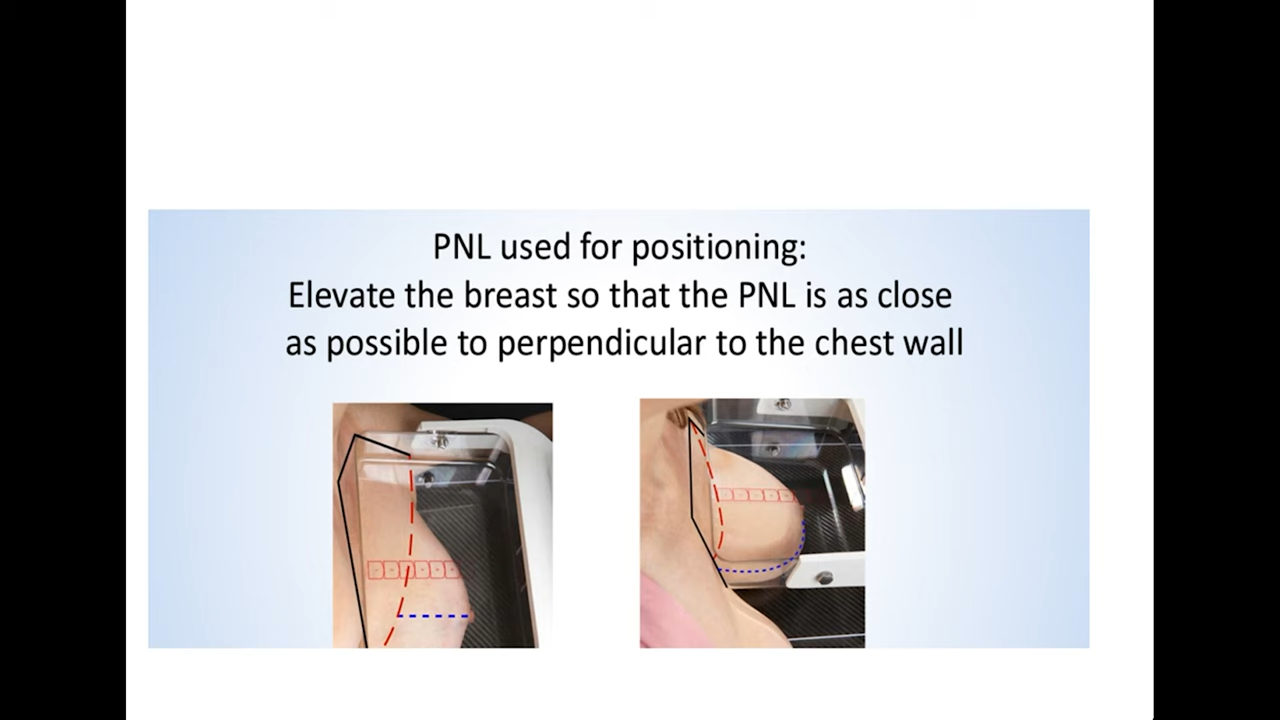 PNL used for positioning:
Elevate the breast so that the PNL is as close
as possible to perpendicular to the chest wall